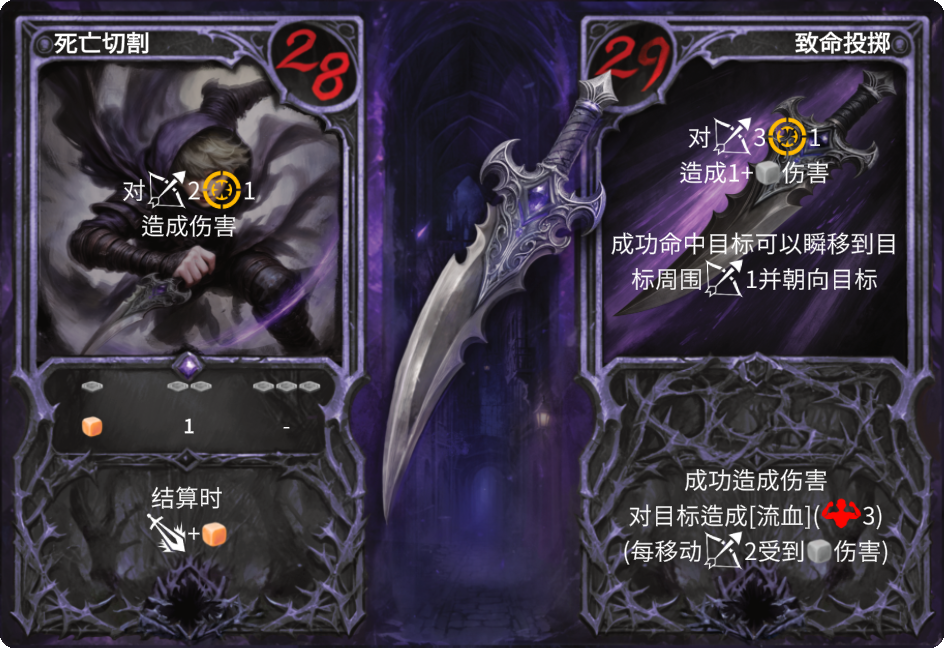 死亡切割
28
对2 1
造成伤害
1 -
结算时
+
29
致命投掷
对3 1
造成1+伤害
成功命中目标可以瞬移到目
标周围1并朝向目标
成功造成伤害
对目标造成[流血](3)
(每移动2受到伤害)